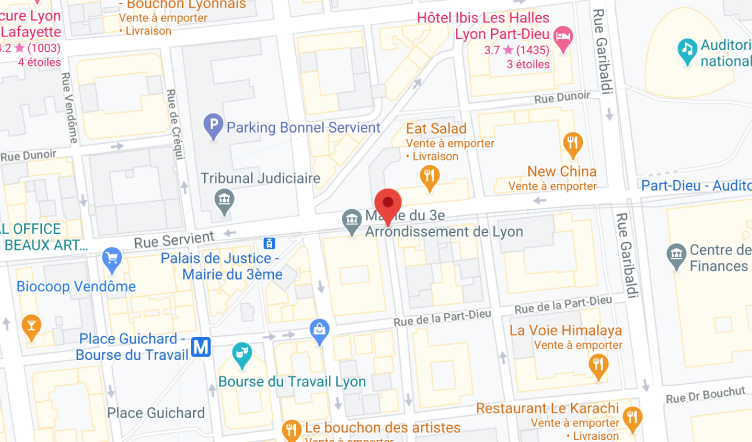 - Bouchon Lyonnais
Vente à emporter
• Livraison
cure Lyon
Lafayette
4.2 ★ (1003)
4 étoiles
Hôtel Ibis Les Halles
Lyon Part-Dieu
3.7 ★ (1435)
3 étoiles
Rue Garibaldi
Auditori
national
Rue Vendôme
Rue de Créqui
Rue Dunoir
P
Parking Bonnel Servient
Eat Salad
Vente à emporter
• Livraison
Rue Dunoir
New China
Vente à emporter
Tribunal Judiciaire
Part-Dieu - Audito
Mairie du 3e
Arrondissement de Lyon
AL OFFICE
BEAUX ART...
Rue Servient
Palais de Justice -
Mairie du 3ème
Rue Garibaldi
Centre de
Finances
Biocoop Vendôme
Rue de la Part-Dieu
Rue de la Part-Dieu
Place Guichard -
Bourse du Travail
M
La Voie Himalaya
Vente à emporter
Bourse du Travail Lyon
Place Guichard
Rue Dr Bouchut
Restaurant Le Karachi
Vente à emporter
• Livraison
Le bouchon des artistes
Vente à emporter